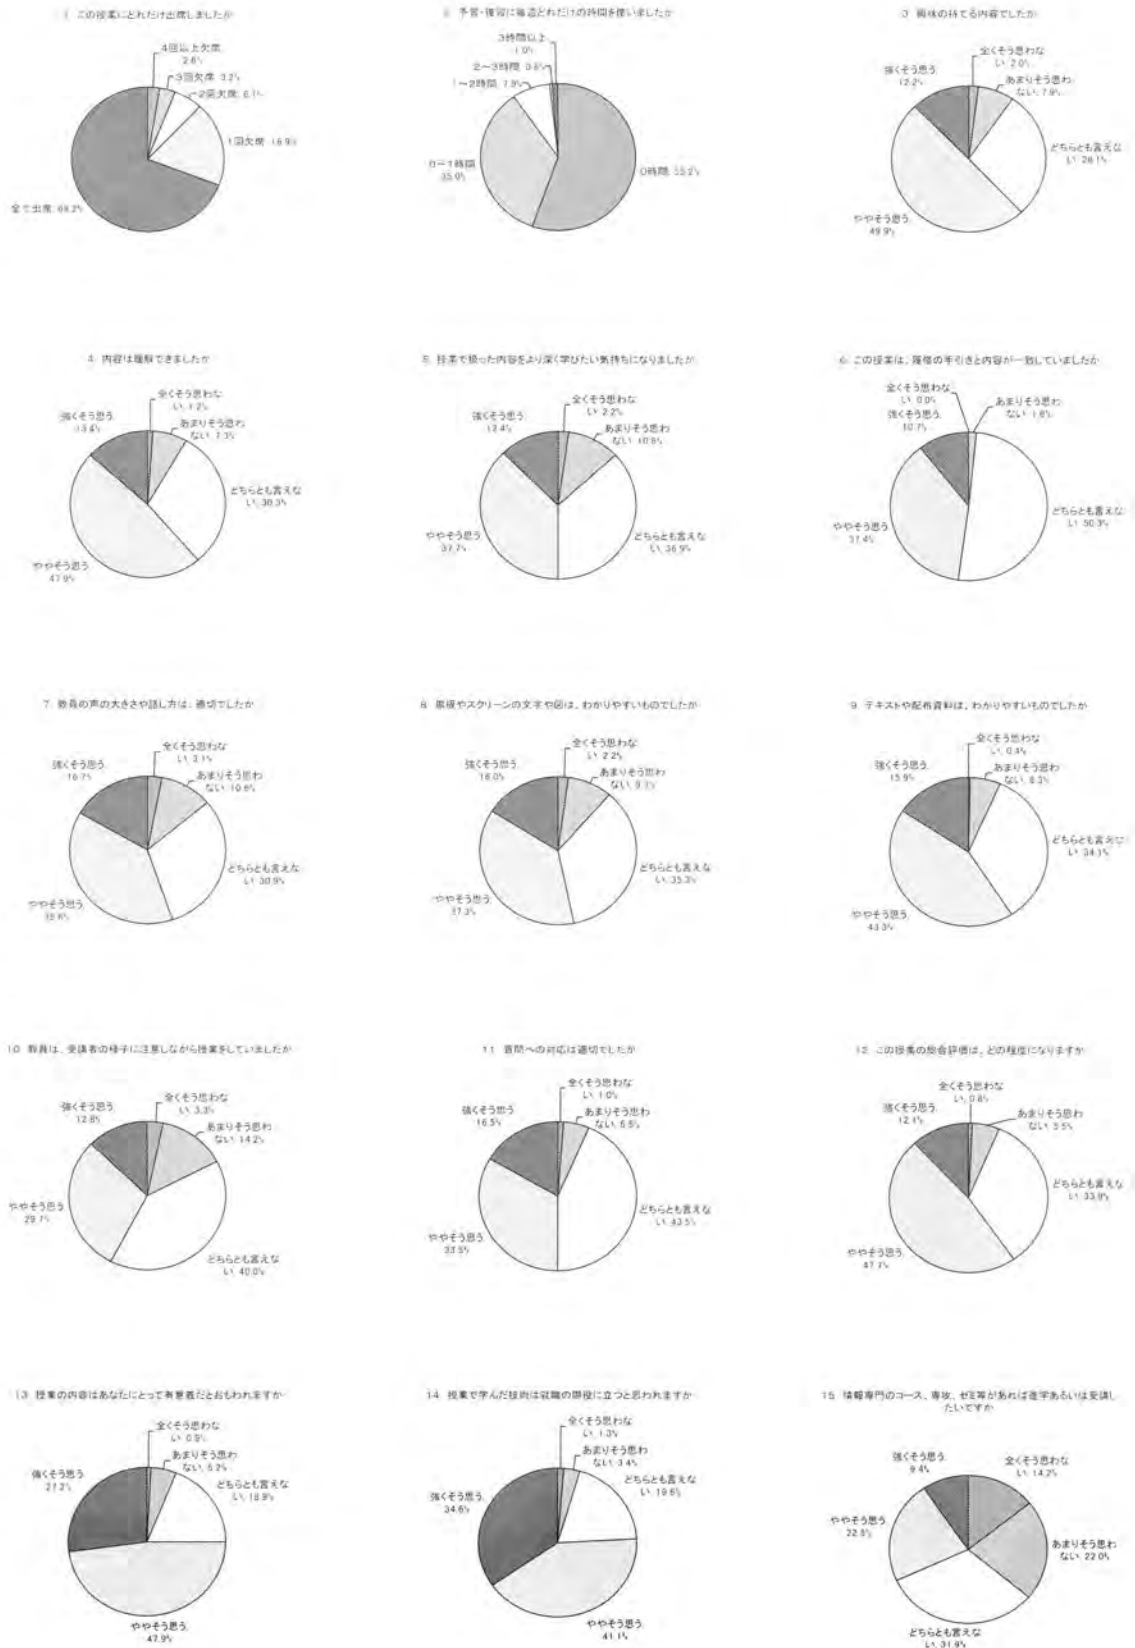 1 この授業にどれだけ出席しましたか
4回以上欠席
2.6%
3回欠席 3.2%
2回欠席 6.1%
1回欠席 18.9%
全て出席
2 予習・復習に毎週どれだけの時間を使いましたか
3時間以上
1.0%
2～3時間
1～2時間 7.9%
0～1時間
35.0%
0時間 55.2%
3 興味の持てる内容でしたか
全くそう思わな
い 2.0%
強くそう思う
12.2%
あまりそう思わ
ない 7.9%
どちらとも言えな
い 28.1%
ややそう思う
49.9%
4 内容は理解できましたか
全くそう思わな
い 1.2%
強くそう思う
13.4%
あまりそう思わ
ない 7.3%
どちらとも言えな
い 30.3%
ややそう思う
47.9%
5 授業で扱った内容をより深く学びたい気持ちになりましたか
全くそう思わな
い 2.2%
強くそう思う
12.4%
あまりそう思わ
ない 10.8%
どちらとも言えな
い 36.9%
ややそう思う
37.7%
6 この授業は、履修の手引きと内容が一致していましたか
全くそう思わな
い 0.0%
あまりそう思わ
ない 1.6%
強くそう思う
10.7%
どちらとも言えな
い 50.3%
ややそう思う
37.4%
7 教員の声の大きさや話し方は、適切でしたか
全くそう思わな
い 3.1%
強くそう思う
16.7%
あまりそう思わ
ない 10.6%
どちらとも言えな
い 30.9%
ややそう思う
8 黒板やスクリーンの文字や図は、わかりやすいものでしたか
全くそう思わな
い 2.2%
強くそう思う
16.0%
あまりそう思わ
ない
どちらとも言えな
い 35.3%
ややそう思う
37.3%
9 テキストや配布資料は、わかりやすいものでしたか
全くそう思わな
い 0.4%
強くそう思う
15.9%
あまりそう思わ
ない 6.3%
どちらとも言えな
い 34.1%
ややそう思う
43.3%
10 教員は、受講者の様子に注意しながら授業をしていましたか
全くそう思わな
い 3.3%
強くそう思う
12.8%
あまりそう思わ
ない 14.2%
ややそう思う
29.7%
どちらとも言えな
い 40.0%
11 質問への対応は適切でしたか
全くそう思わな
い 1.0%
強くそう思う
16.5%
あまりそう思わ
ない 5.5%
どちらとも言えな
い 43.5%
ややそう思う
33.5%
12 この授業の総合評価は、どの程度になりますか
全くそう思わな
い 0.8%
強くそう思う
12.1%
あまりそう思わ
ない 5.5%
どちらとも言えな
い 33.9%
ややそう思う
47.7%
13 授業の内容はあなたにとって有意義だとおもわれますか
全くそう思わな
い 0.9%
あまりそう思わ
ない 5.2%
強くそう思う
27.2%
どちらとも言えな
い 18.9%
ややそう思う
47.9%
14 授業で学んだ技術は就職の際役に立つと思われますか
全くそう思わな
い 1.3%
あまりそう思わ
ない 3.4%
強くそう思う
34.6%
どちらとも言えな
い 19.6%
ややそう思う
41.1%
15 情報専門のコース、専攻、ゼミ等があれば進学あるいは受講し
たいですか
強くそう思う
9.4%
全くそう思わな
い 14.2%
ややそう思う
22.5%
あまりそう思わ
ない 22.0%
どちらとも言えな
い 31.8%